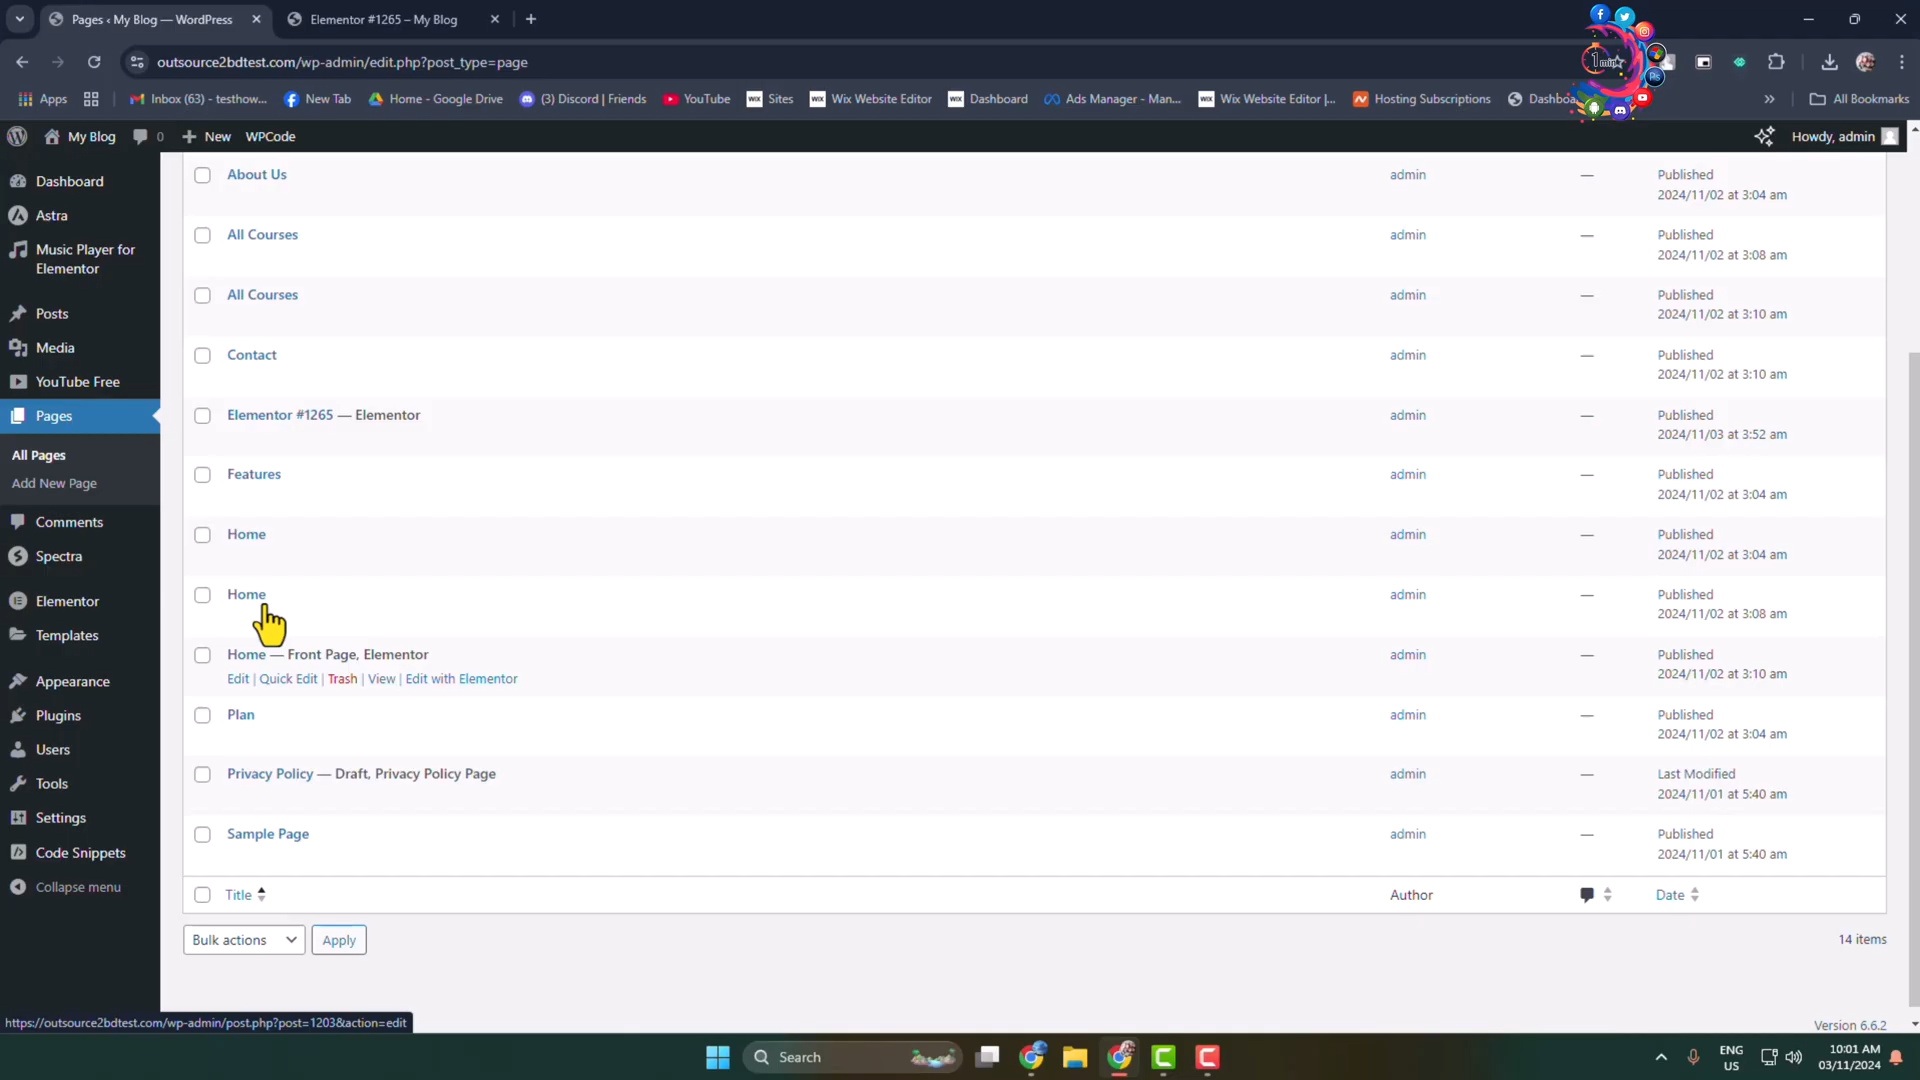 Pages ‹ My Blog — WordPress
Elementor #1265 – My Blog
outsource2bdtest.com/wp-admin/edit.php?post_type=page
Apps
Inbox (63) - testhow...
New Tab
Home - Google Drive
(3) Discord | Friends
YouTube
WIX Sites
WIX Wix Website Editor
WIX Dashboard
Ads Manager - Man...
WIX Wix Website Editor |...
Hosting Subscriptions
Dashboa
All Bookmarks
1 min
Ps
My Blog
0
New
WPCode
Howdy, admin
Dashboard
Astra
Music Player for
Elementor
Posts
Media
YouTube Free
Pages
All Pages
Add New Page
Comments
Spectra
Elementor
Templates
Appearance
Plugins
Users
Tools
Settings
Code Snippets
Collapse menu
About Us
admin
—
Published
2024/11/02 at 3:04 am
All Courses
admin
—
Published
2024/11/02 at 3:08 am
All Courses
admin
—
Published
2024/11/02 at 3:10 am
Contact
admin
—
Published
2024/11/02 at 3:10 am
Elementor #1265 — Elementor
admin
—
Published
2024/11/03 at 3:52 am
Features
admin
—
Published
2024/11/02 at 3:04 am
Home
admin
—
Published
2024/11/02 at 3:04 am
Home
admin
—
Published
2024/11/02 at 3:08 am
Home — Front Page, Elementor
Edit | Quick Edit | Trash | View | Edit with Elementor
admin
—
Published
2024/11/02 at 3:10 am
Plan
admin
—
Published
2024/11/02 at 3:04 am
Privacy Policy — Draft, Privacy Policy Page
admin
—
Last Modified
2024/11/01 at 5:40 am
Sample Page
admin
—
Published
2024/11/01 at 5:40 am
Title
Author
Date
Bulk actions
Apply
14 items
https://outsource2bdtest.com/wp-admin/post.php?post=1203&action=edit
Version 6.6.2
Search
ENG
US
10:01 AM
03/11/2024